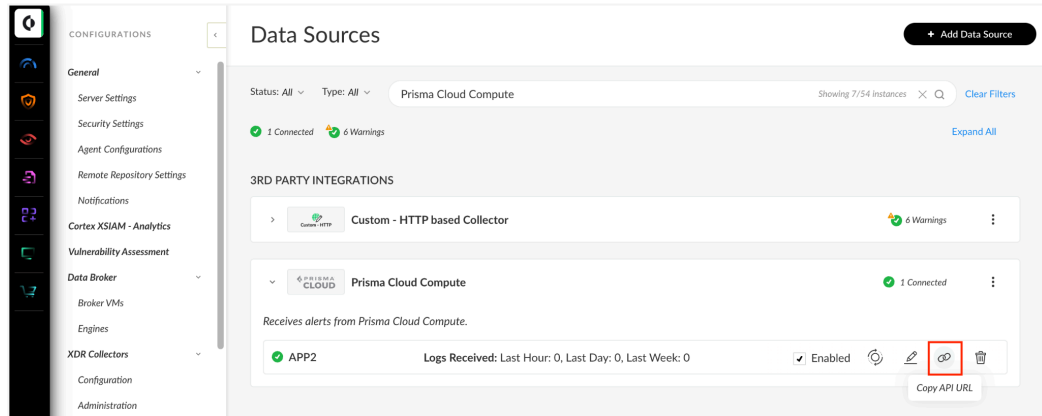 CONFIGURATIONS
General
Server Settings
Security Settings
Agent Configurations
Remote Repository Settings
Notifications
Cortex XSIAM - Analytics
Vulnerability Assessment
Data Broker
Broker VMs
Engines
XDR Collectors
Configuration
Administration
Data Sources
+ Add Data Source
Status: All Type: All Prisma Cloud Compute Showing 7/54 instances Clear Filters
1 Connected 6 Warnings Expand All
3RD PARTY INTEGRATIONS
Custom - HTTP Custom - HTTP based Collector 6 Warnings
PRISMA CLOUD Prisma Cloud Compute 1 Connected
Receives alerts from Prisma Cloud Compute.
APP2 Logs Received: Last Hour: 0, Last Day: 0, Last Week: 0 Enabled
Copy API URL